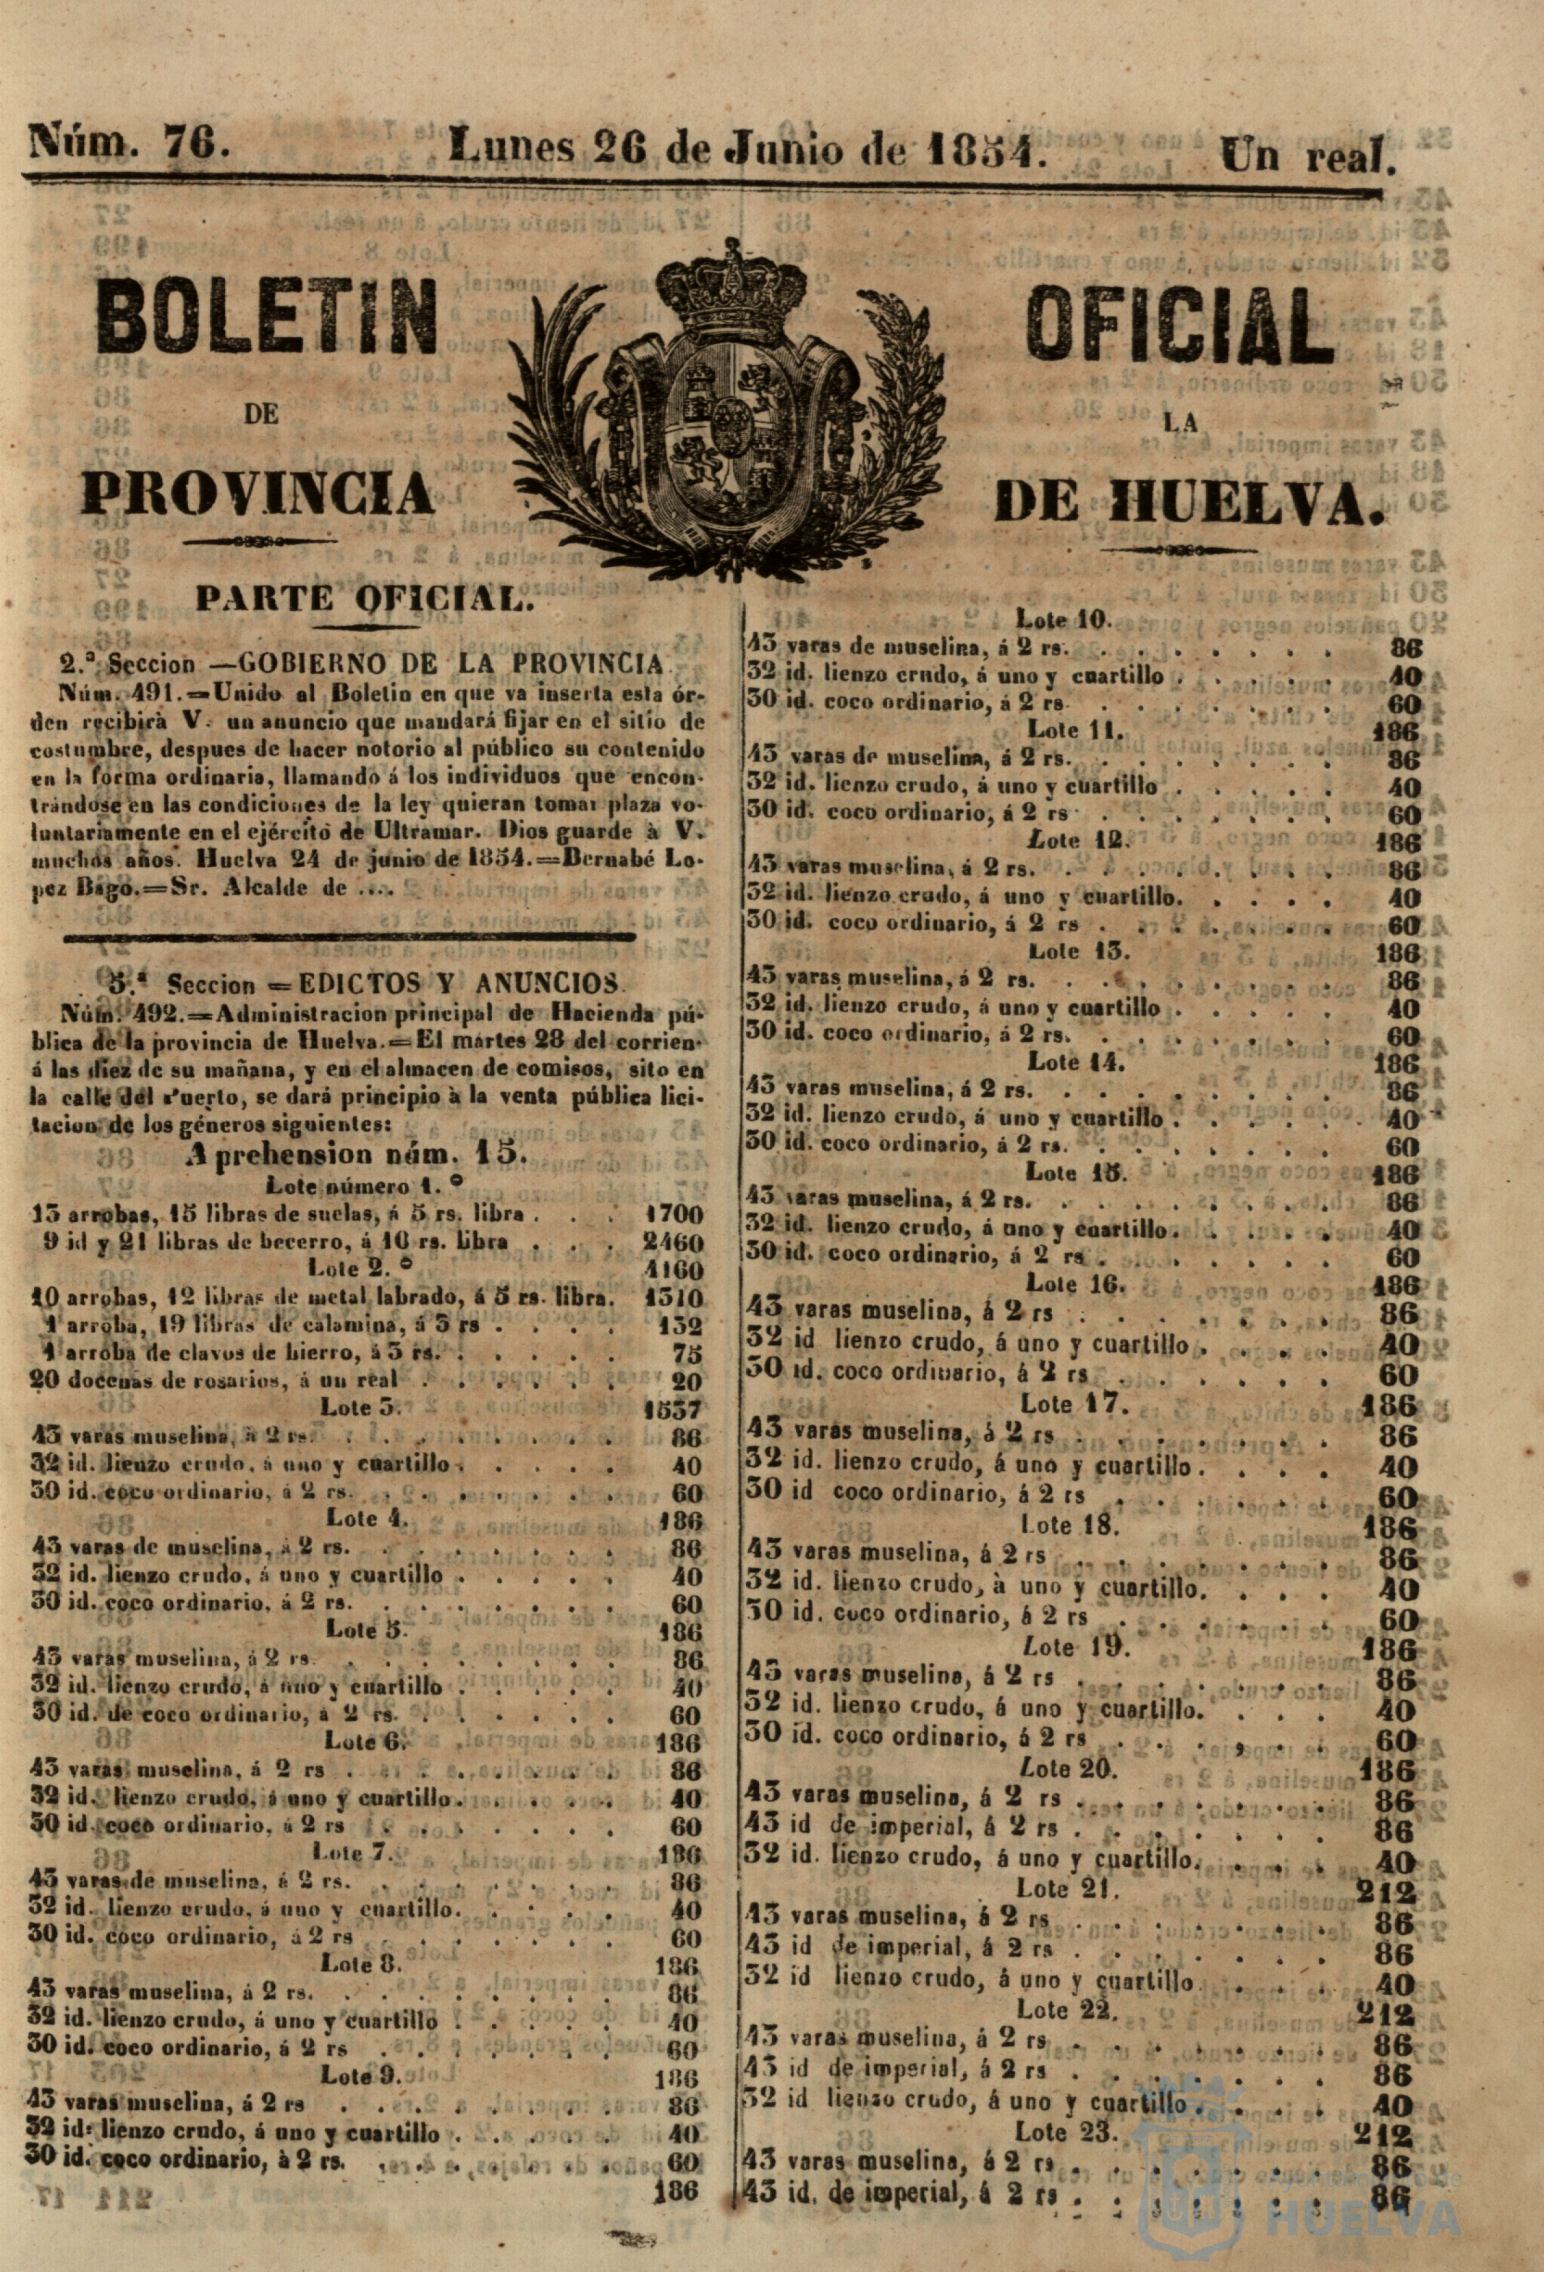 Núm. 76. Lunes 26 de Junio de 1854. Un real.
BOLETIN OFICIAL
DE LA
PROVINCIA DE HUELVA.
PARTE OFICIAL.
2.ª Seccion —GOBIERNO DE LA PROVINCIA
Núm. 491.=Unido al Boletin en que va inserta esta ór-
den recibirà V. un anuncio que mandará fijar en el sitio de
costumbre, despues de hacer notorio al público su contenido
en la forma ordinaria, llamando á los individuos que encon-
trándose en las condiciones de la ley quieran tomar plaza vo-
luntariamente en el ejército de Ultramar. Dios guarde à V.
muchos años. Huelva 24 de junio de 1854.=Bernabé Lo-
pez Bago.=Sr. Alcalde de ....
5.ª Seccion = EDICTOS Y ANUNCIOS
Núm. 492.=Administracion principal de Hacienda pú-
blica de la provincia de Huelva.=El martes 28 del corrien-
á las diez de su mañana, y en el almacen de comisos, sito en
la calle del Puerto, se dará principio à la venta pública lici-
tacion de los géneros siguientes:
Aprehension núm. 15.
Lote número 1.º
13 arrobas, 15 libras de suelas, á 5 rs. libra . . . 1700
9 id y 21 libras de becerro, á 10 rs. libra . . . 2460
Lote 2.º 4160
10 arrobas, 12 libras de metal labrado, á 5 rs. libra. 1310
1 arroba, 19 libras de calamina, á 3 rs . . . . 132
1 arroba de clavos de hierro, á 3 rs. . . . . . 75
20 docenas de rosarios, á un real . . . . . . 20
Lote 3. 1537
43 varas muselina, à 2 rs. . . . . . . . 86
32 id. lienzo crudo, á uno y cuartillo . . . . . 40
30 id. coco ordinario, á 2 rs. . . . . . . . 60
Lote 4. 186
43 varas de muselina, á 2 rs. . . . . . . . 86
32 id. lienzo crudo, á uno y cuartillo . . . . . 40
30 id. coco ordinario, á 2 rs. . . . . . . . 60
Lote 5. 186
43 varas muselina, á 2 rs. . . . . . . . 86
32 id. lienzo crudo, á uno y cuartillo . . . . . 40
30 id. de coco ordinario, à 2 rs. . . . . . . 60
Lote 6. 186
43 varas muselina, á 2 rs . . . . . . . . 86
32 id. lienzo crudo, á uno y cuartillo. . . . . 40
30 id. coco ordinario, á 2 rs . . . . . . . 60
Lote 7. 186
43 varas de muselina, á 2 rs. . . . . . . . 86
32 id. lienzo crudo, á uno y cuartillo. . . . . 40
30 id. coco ordinario, á 2 rs . . . . . . . 60
Lote 8. 186
43 varas muselina, á 2 rs. . . . . . . . 86
32 id. lienzo crudo, á uno y cuartillo . . . . . 40
30 id. coco ordinario, á 2 rs . . . . . . . 60
Lote 9. 186
43 varas muselina, á 2 rs . . . . . . . . 86
32 id: lienzo crudo, á uno y cuartillo . . . . . 40
30 id. coco ordinario, à 2 rs. . . . . . . . 60
186
Lote 10.
43 varas de muselina, á 2 rs. . . . . . . . 86
32 id. lienzo crudo, á uno y cuartillo . . . . . 40
30 id. coco ordinario, á 2 rs . . . . . . . 60
Lote 11. 186
43 varas de muselina, á 2 rs. . . . . . . . 86
32 id. lienzo crudo, á uno y cuartillo . . . . . 40
30 id. coco ordinario, á 2 rs . . . . . . . 60
Lote 12. 186
43 varas muselina, á 2 rs. . . . . . . . 86
32 id. lienzo crudo, á uno y cuartillo. . . . . 40
30 id. coco ordinario, á 2 rs . . . . . . . 60
Lote 13. 186
43 varas muselina, á 2 rs. . . . . . . . 86
32 id. lienzo crudo, á uno y cuartillo . . . . . 40
30 id. coco ordinario, á 2 rs. . . . . . . . 60
Lote 14. 186
43 varas muselina, á 2 rs. . . . . . . . 86
32 id. lienzo crudo, á uno y cuartillo . . . . . 40
30 id. coco ordinario, á 2 rs. . . . . . . . 60
Lote 15. 186
43 varas muselina, á 2 rs. . . . . . . . 86
32 id. lienzo crudo, á uno y cuartillo. . . . . 40
30 id. coco ordinario, á 2 rs . . . . . . . 60
Lote 16. 186
43 varas muselina, á 2 rs . . . . . . . . 86
32 id lienzo crudo, á uno y cuartillo . . . . 40
30 id. coco ordinario, á 2 rs . . . . . . 60
Lote 17. 186
43 varas muselina, á 2 rs . . . . . . . 86
32 id. lienzo crudo, á uno y cuartillo. . . . 40
30 id coco ordinario, á 2 rs . . . . . . 60
Lote 18. 186
43 varas muselina, á 2 rs . . . . . . . 86
32 id. lienzo crudo, à uno y cuartillo. . . . 40
30 id. coco ordinario, á 2 rs . . . . . . 60
Lote 19. 186
43 varas muselina, á 2 rs . . . . . . . 86
32 id. lienzo crudo, á uno y cuartillo. . . . 40
30 id. coco ordinario, á 2 rs . . . . . . 60
Lote 20. 186
43 varas muselina, á 2 rs . . . . . . . 86
43 id de imperial, á 2 rs . . . . . . . 86
32 id. lienzo crudo, á uno y cuartillo. . . . 40
Lote 21. 212
43 varas muselina, á 2 rs . . . . . . . 86
43 id de imperial, á 2 rs . . . . . . . 86
32 id lienzo crudo, á uno y cuartillo . . . . 40
Lote 22. 212
43 varas muselina, á 2 rs . . . . . . . 86
43 id de imperial, á 2 rs . . . . . . . 86
32 id lienzo crudo, á uno y cuartillo . . . . 40
Lote 23. 212
43 varas muselina, á 2 rs . . . . . . . 86
43 id. de imperial, á 2 rs . . . . . . . 86
HUELVA